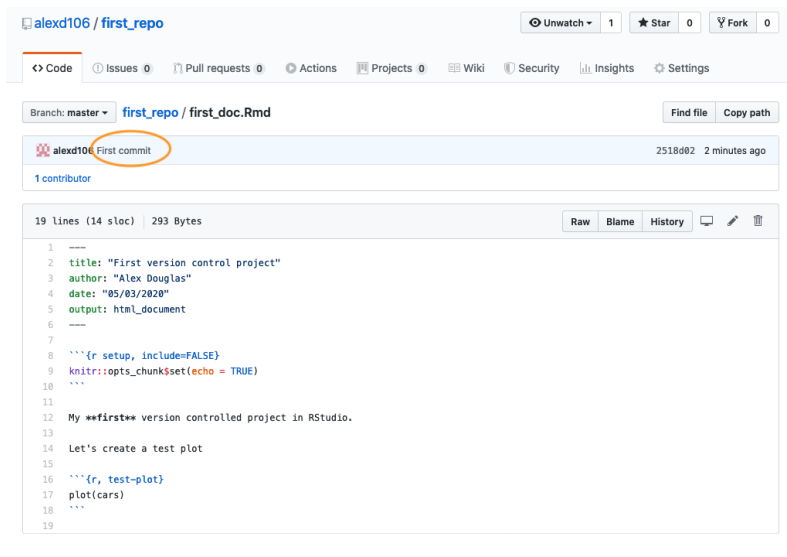 alexd106 / first_repo
Unwatch 1 Star 0 Fork 0
Code Issues 0 Pull requests 0 Actions Projects 0 Wiki Security Insights Settings
Branch: master first_repo / first_doc.Rmd Find file Copy path
alexd106 First commit 2518d02 2 minutes ago
1 contributor
19 lines (14 sloc) 293 Bytes Raw Blame History
1 ---
2 title: "First version control project"
3 author: "Alex Douglas"
4 date: "05/03/2020"
5 output: html_document
6 ---
7
8 ```{r setup, include=FALSE}
9 knitr::opts_chunk$set(echo = TRUE)
10 ```
11
12 My **first** version controlled project in RStudio.
13
14 Let's create a test plot
15
16 ```{r, test-plot}
17 plot(cars)
18 ```
19